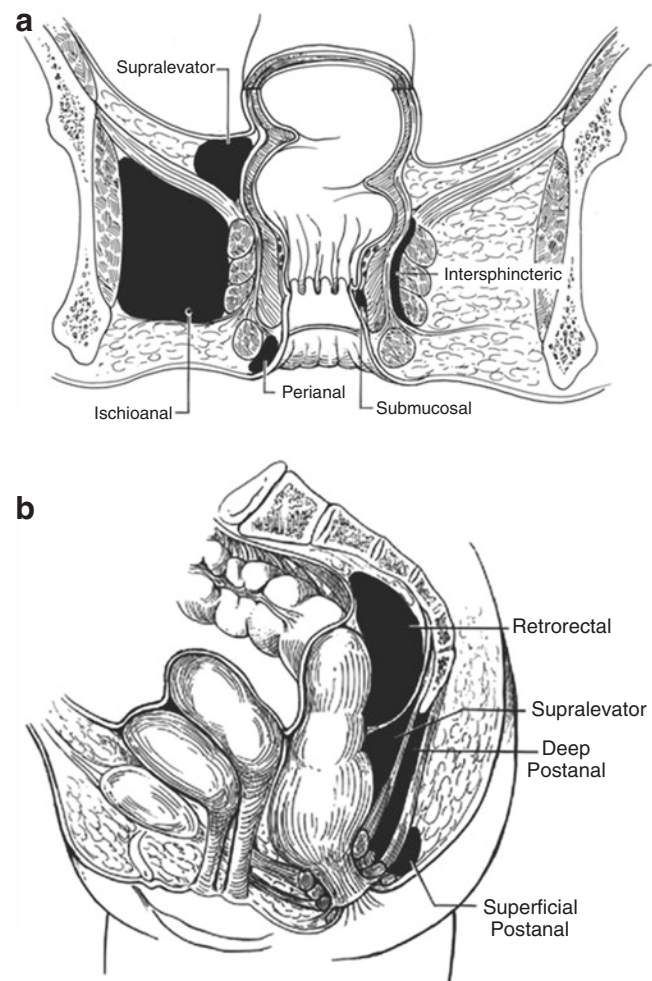 a
Supralevator
Intersphincteric
Perianal
Ischioanal
Submucosal
b
Retrorectal
Supralevator
Deep
Postanal
Superficial
Postanal